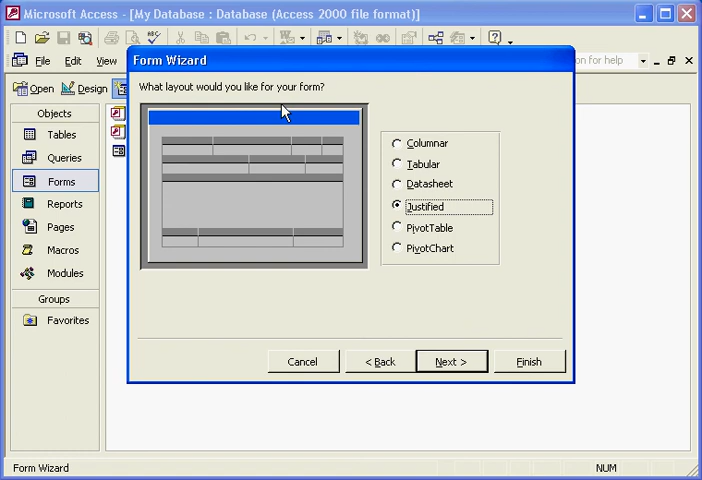 Microsoft Access - [My Database : Database (Access 2000 file format)]
File Edit View on for help
Form Wizard
Open Design
What layout would you like for your form?
Objects
Tables
Queries
Forms
Reports
Pages
Macros
Modules
Groups
Favorites
Columnar
Tabular
Datasheet
Justified
PivotTable
PivotChart
Cancel < Back Next > Finish
Form Wizard NUM